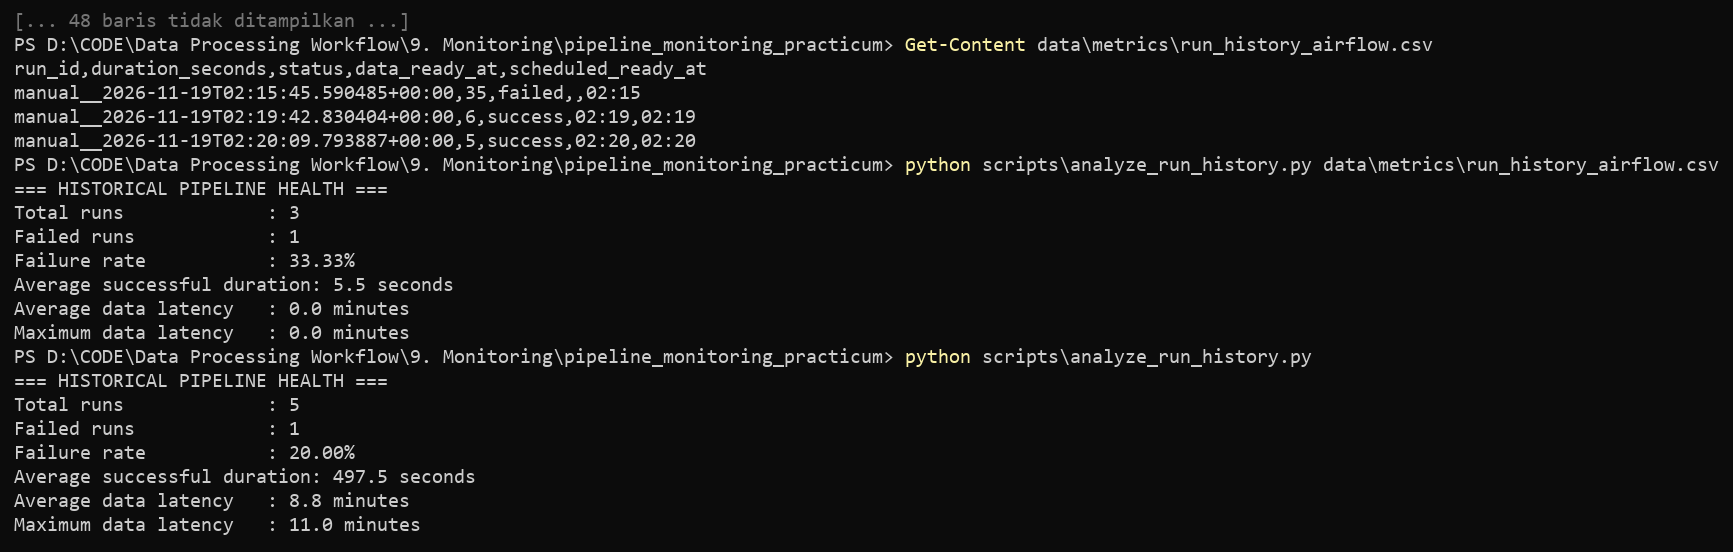 [... 48 baris tidak ditampilkan ...]
PS D:\CODE\Data Processing Workflow\9. Monitoring\pipeline_monitoring_practicum> Get-Content data\metrics\run_history_airflow.csv
run_id,duration_seconds,status,data_ready_at,scheduled_ready_at
manual__2026-11-19T02:15:45.590485+00:00,35,failed,,02:15
manual__2026-11-19T02:19:42.830404+00:00,6,success,02:19,02:19
manual__2026-11-19T02:20:09.793887+00:00,5,success,02:20,02:20
PS D:\CODE\Data Processing Workflow\9. Monitoring\pipeline_monitoring_practicum> python scripts\analyze_run_history.py data\metrics\run_history_airflow.csv
=== HISTORICAL PIPELINE HEALTH ===
Total runs             : 3
Failed runs            : 1
Failure rate           : 33.33%
Average successful duration: 5.5 seconds
Average data latency   : 0.0 minutes
Maximum data latency   : 0.0 minutes
PS D:\CODE\Data Processing Workflow\9. Monitoring\pipeline_monitoring_practicum> python scripts\analyze_run_history.py
=== HISTORICAL PIPELINE HEALTH ===
Total runs             : 5
Failed runs            : 1
Failure rate           : 20.00%
Average successful duration: 497.5 seconds
Average data latency   : 8.8 minutes
Maximum data latency   : 11.0 minutes